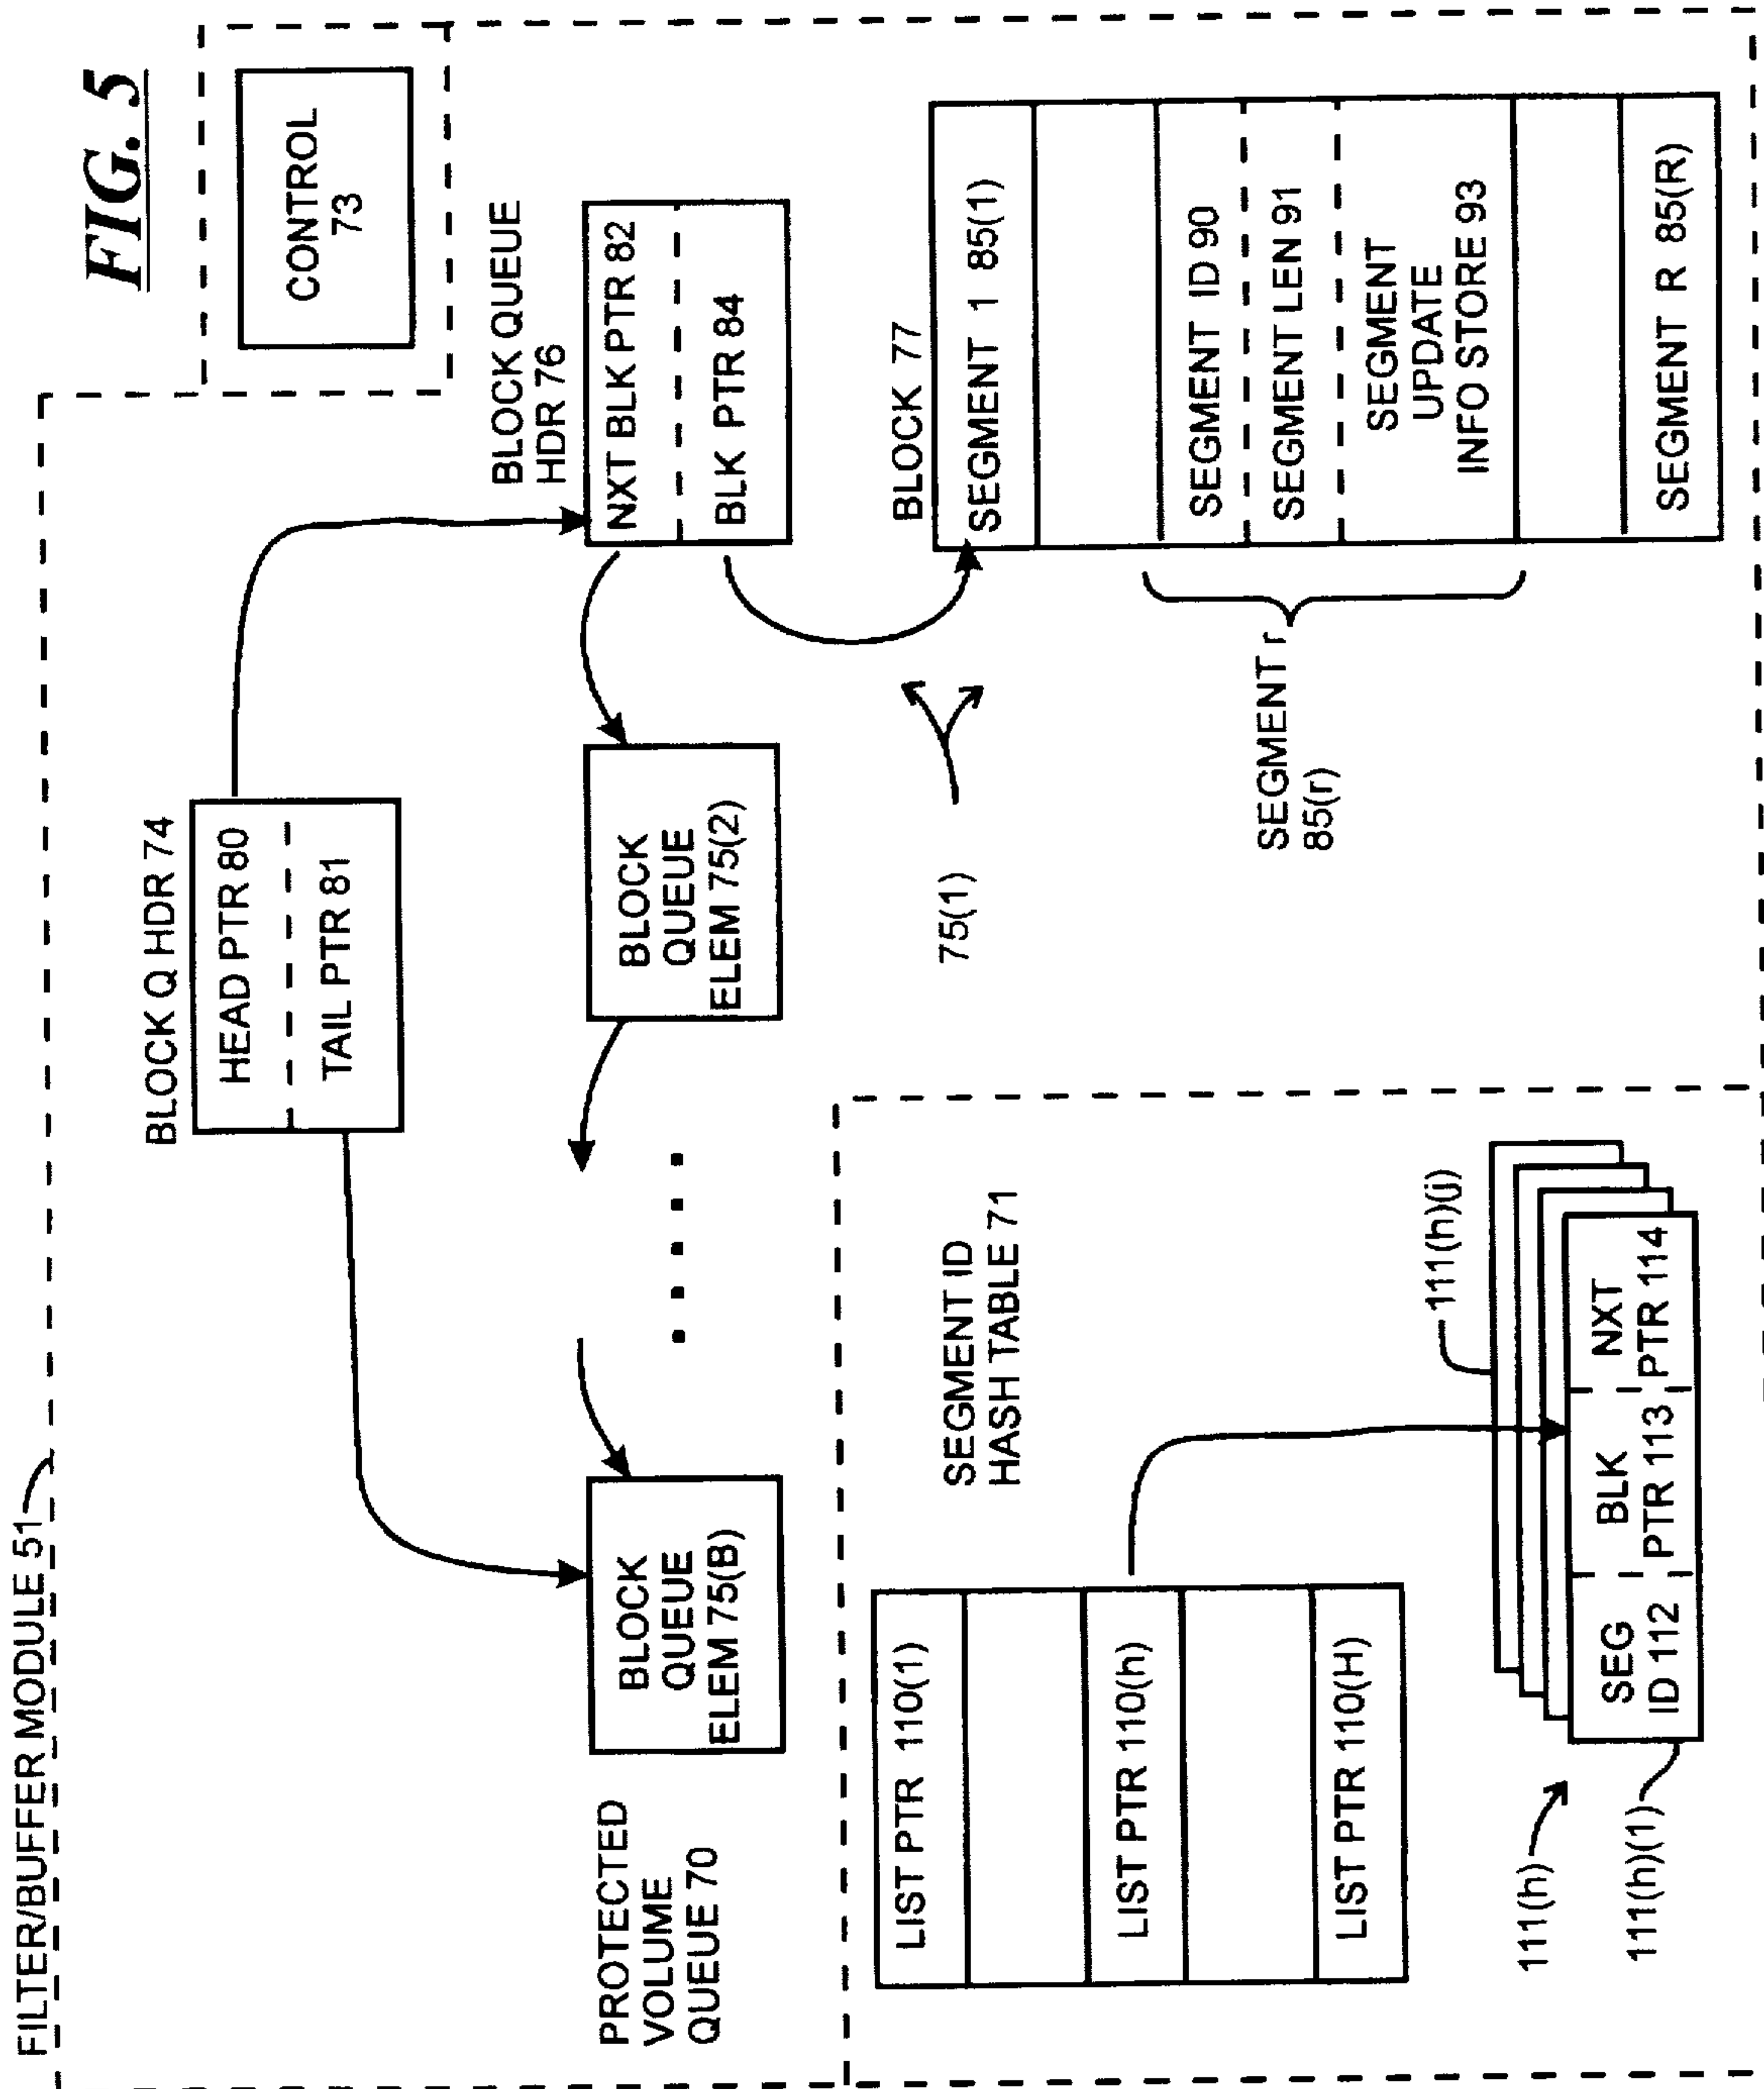 FIG. 5
FILTER/BUFFER MODULE 51
CONTROL
73
BLOCK Q HDR 74
HEAD PTR 80
TAIL PTR 81
BLOCK QUEUE
HDR 76
NXT BLK PTR 82
BLK PTR 84
BLOCK
QUEUE
ELEM 75(2)
BLOCK
QUEUE
ELEM 75(B)
PROTECTED
VOLUME
QUEUE 70
75(1)
BLOCK 77
SEGMENT 1 85(1)
SEGMENT ID 90
SEGMENT LEN 91
SEGMENT
UPDATE
INFO STORE 93
SEGMENT R 85(R)
SEGMENT r
85(r)
SEGMENT ID
HASH TABLE 71
LIST PTR 110(1)
LIST PTR 110(h)
LIST PTR 110(H)
111(h)(j)
SEG
ID 112
BLK
PTR 113
NXT
PTR 114
111(h)
111(h)(1)